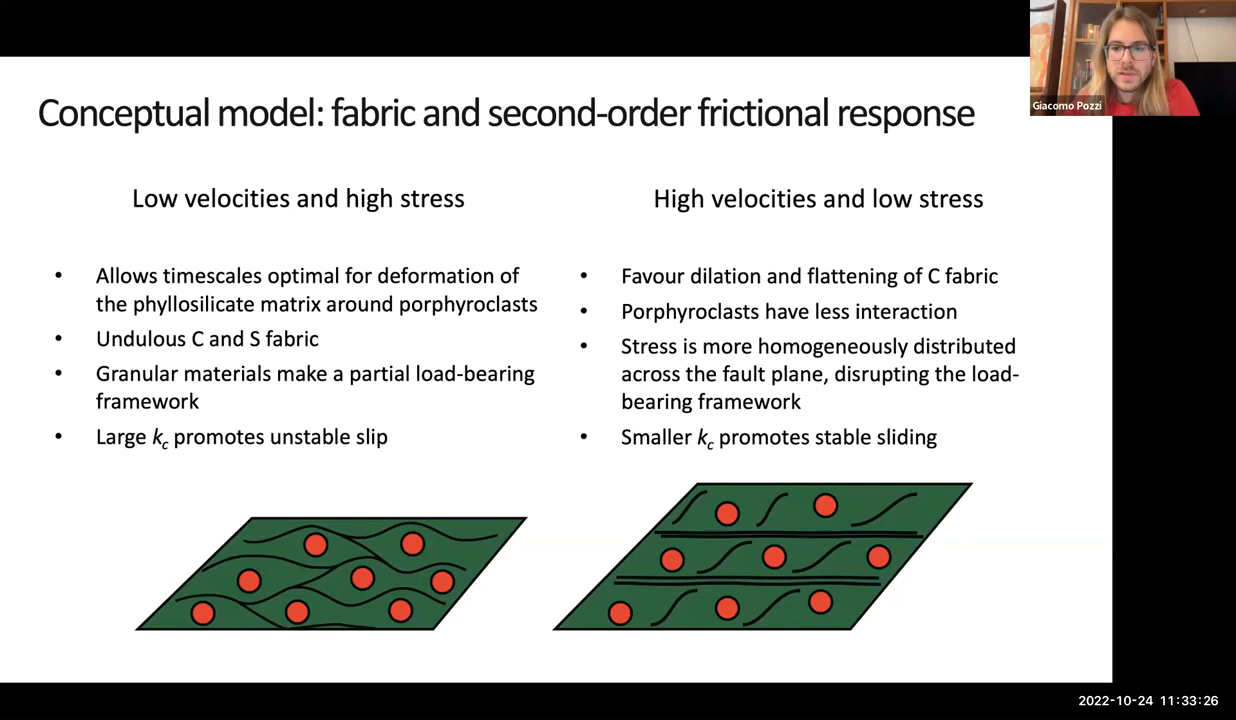 Giacomo Pozzi
Conceptual model: fabric and second-order frictional response
Low velocities and high stress
• Allows timescales optimal for deformation of
the phyllosilicate matrix around porphyroclasts
• Undulous C and S fabric
• Granular materials make a partial load-bearing
framework
• Large kc promotes unstable slip
High velocities and low stress
• Favour dilation and flattening of C fabric
• Porphyroclasts have less interaction
• Stress is more homogeneously distributed
across the fault plane, disrupting the load-
bearing framework
• Smaller kc promotes stable sliding
2022-10-24 11:33:26